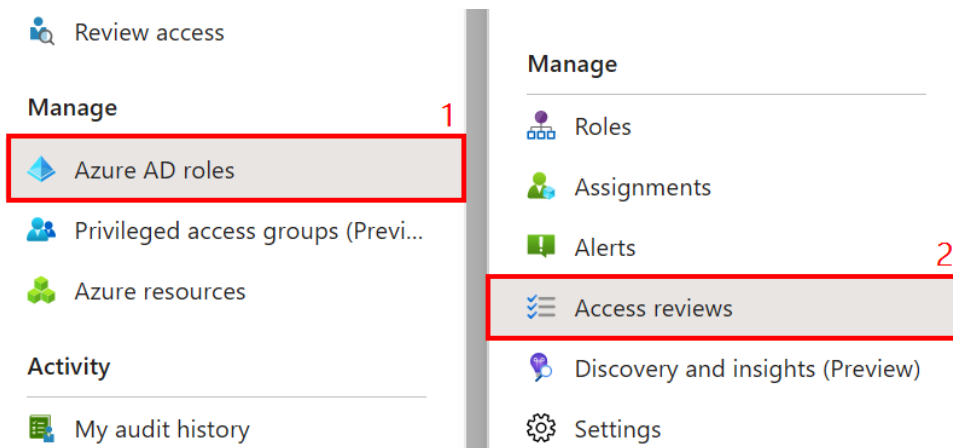 Review access
Manage
1
Azure AD roles
Privileged access groups (Previ...
Azure resources
Activity
My audit history
Manage
Roles
Assignments
Alerts
2
Access reviews
Discovery and insights (Preview)
Settings